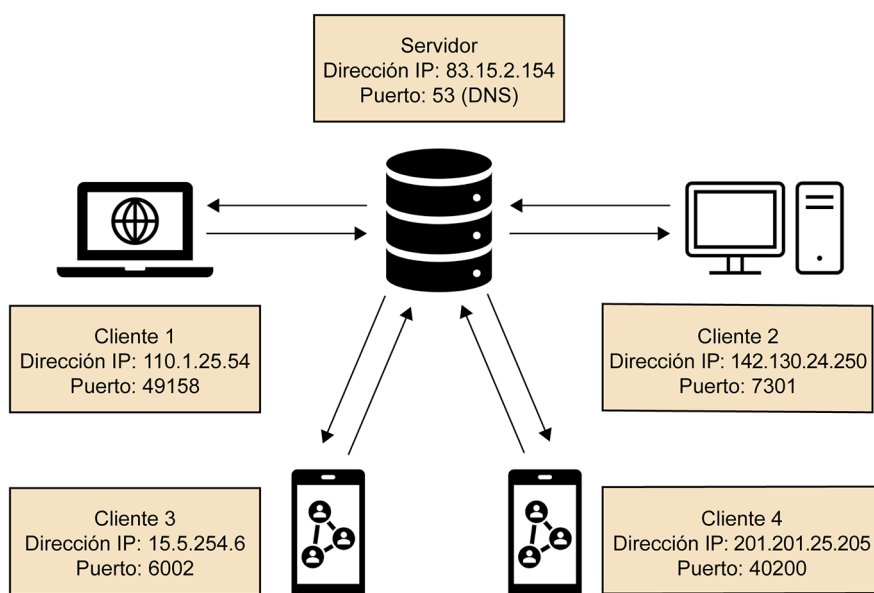 Servidor
Dirección IP: 83.15.2.154
Puerto: 53 (DNS)
Cliente 1
Dirección IP: 110.1.25.54
Puerto: 49158
Cliente 2
Dirección IP: 142.130.24.250
Puerto: 7301
Cliente 3
Dirección IP: 15.5.254.6
Puerto: 6002
Cliente 4
Dirección IP: 201.201.25.205
Puerto: 40200